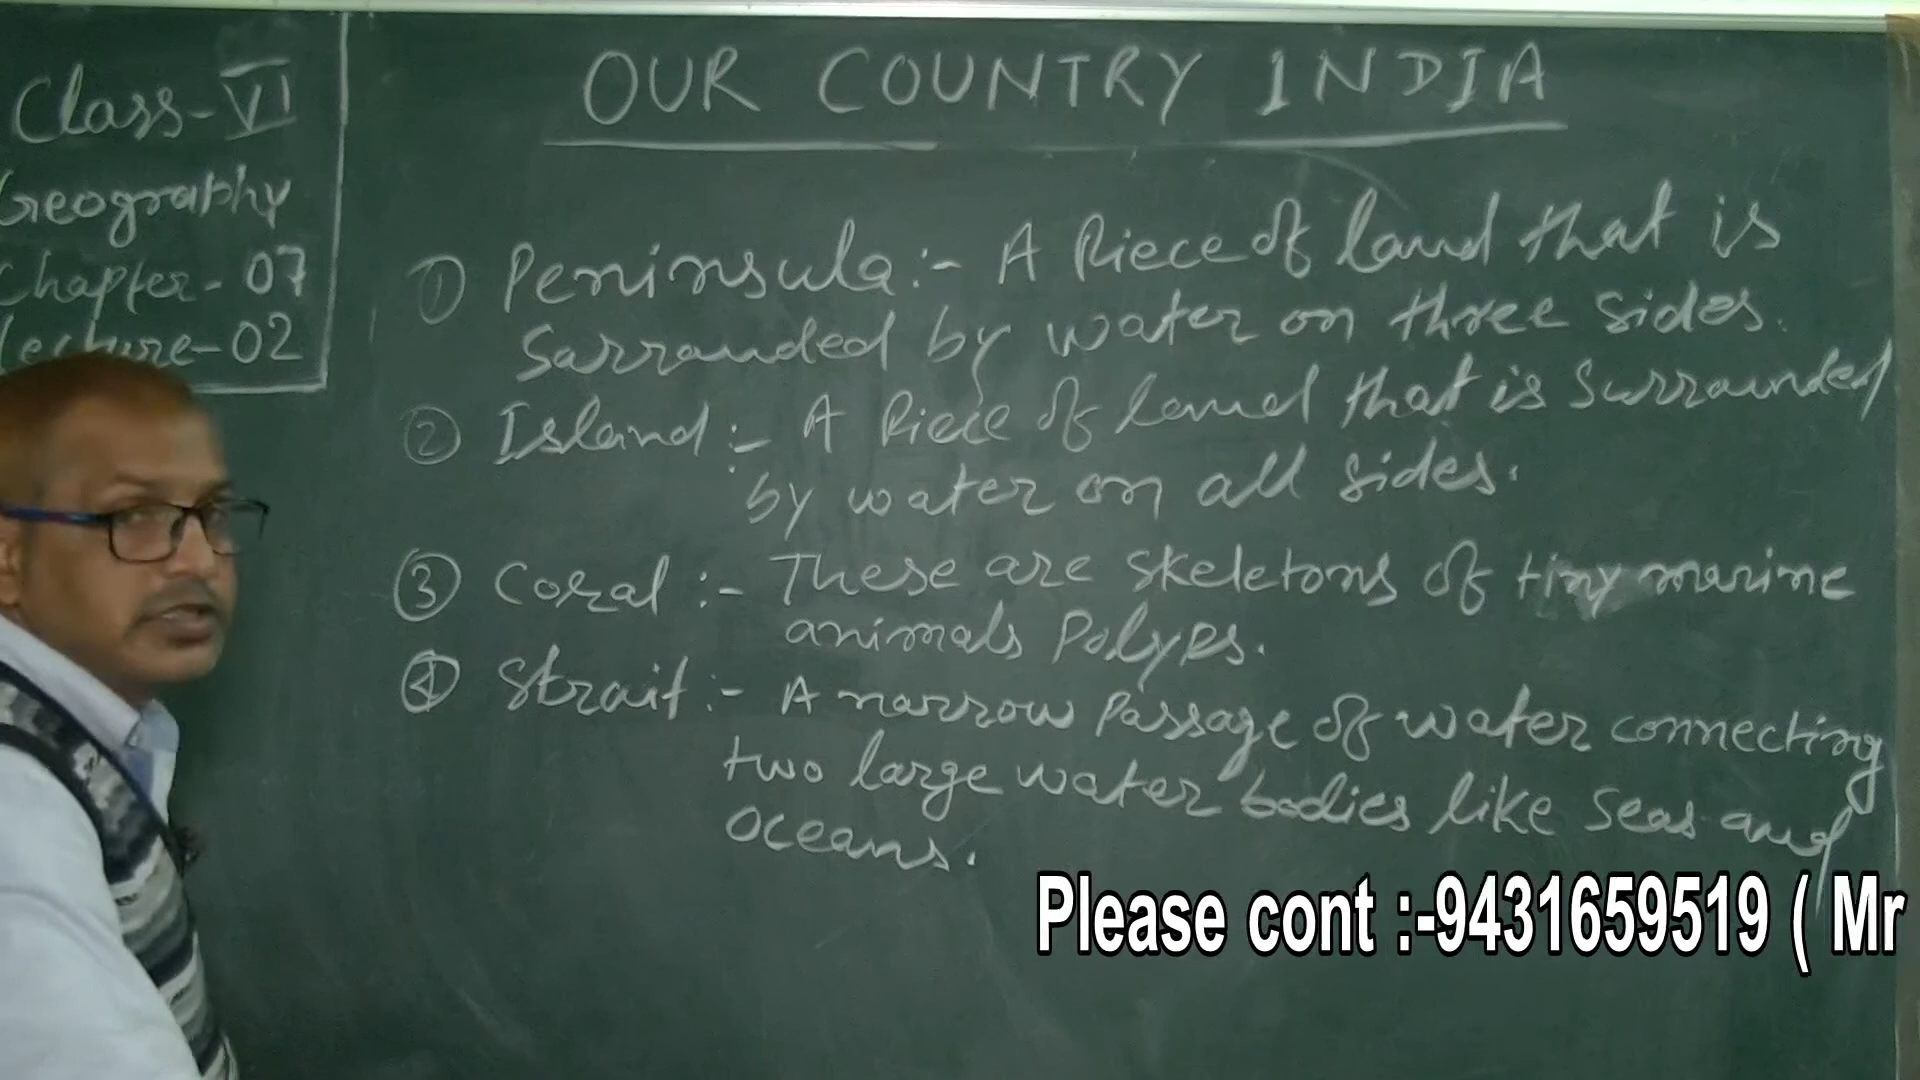 Class-VI
Geography
Chapter-07
Lecture-02
OUR COUNTRY INDIA
① Peninsula:- A Piece of land that is
Sarrounded by water on three sides.
② Island:- A Piece of land that is Surrounded
by water on all sides.
③ Coral:- These are skeletons of tiny marine
animals Polyps.
④ Strait:- A narrow Passage of water connecting
two large water bodies like seas and
oceans.
Please cont :-9431659519 ( Mr